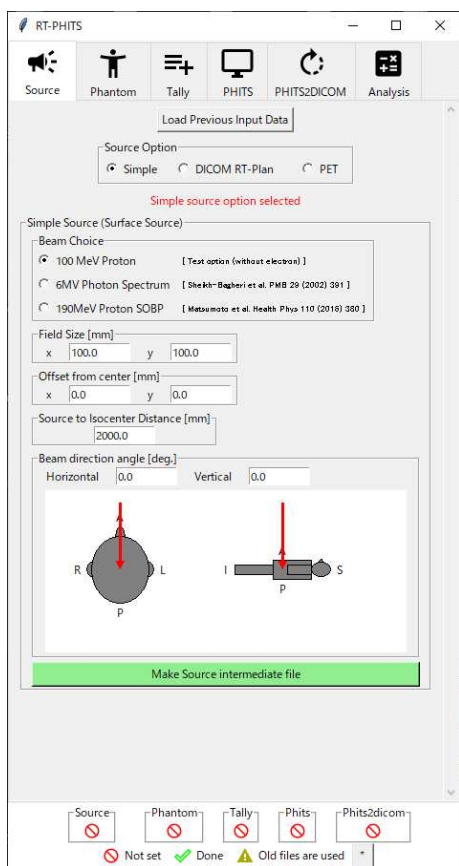 RT-PHITS
Source Phantom Tally PHITS PHITS2DICOM Analysis
Load Previous Input Data
Source Option
Simple DICOM RT-Plan PET
Simple source option selected
Simple Source (Surface Source)
Beam Choice
100 MeV Proton [ Test option (without electron) ]
6MV Photon Spectrum [ Sheikh-Bagheri et al. PMB 29 (2002) 391 ]
190MeV Proton SOBP [ Matsumoto et al. Health Phys 110 (2016) 380 ]
Field Size [mm]
x 100.0 y 100.0
Offset from center [mm]
x 0.0 y 0.0
Source to Isocenter Distance [mm]
2000.0
Beam direction angle [deg.]
Horizontal 0.0 Vertical 0.0
A A
R L I S
P P
Make Source intermediate file
Source Phantom Tally Phits Phits2dicom
Not set Done Old files are used *